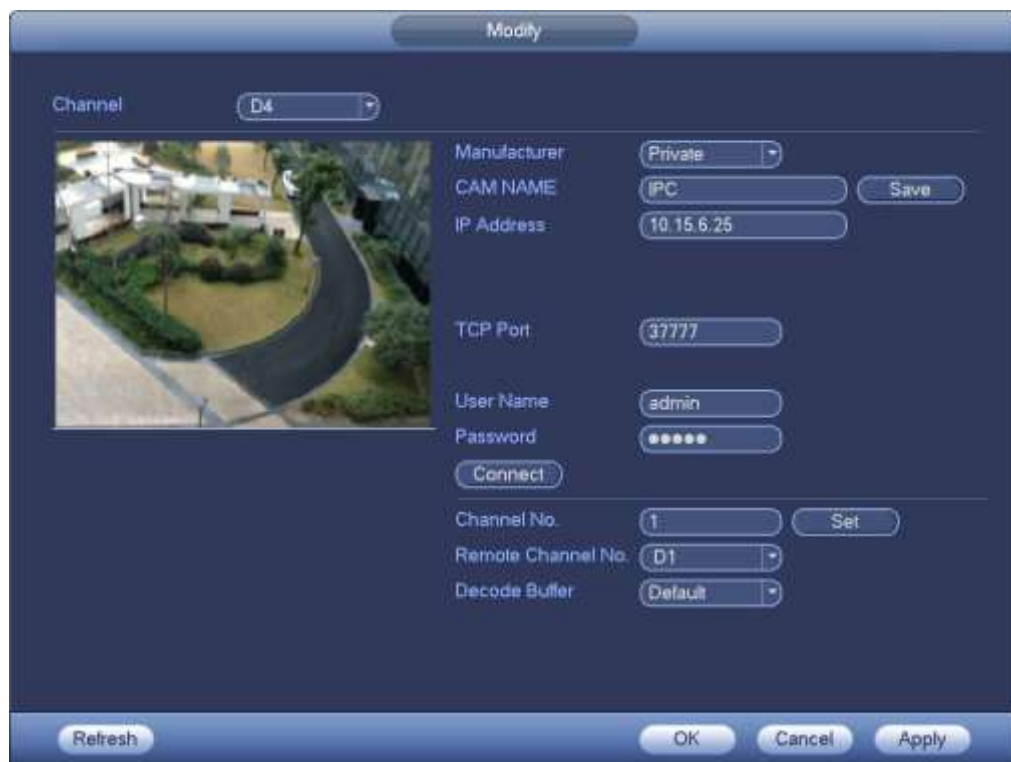 Modify
Channel D4
Manufacturer Private
CAM NAME IPC Save
IP Address 10.15.6.25
TCP Port 37777
User Name admin
Password ●●●●●
Connect
Channel No. 1 Set
Remote Channel No. D1
Decode Buffer Default
Refresh OK Cancel Apply